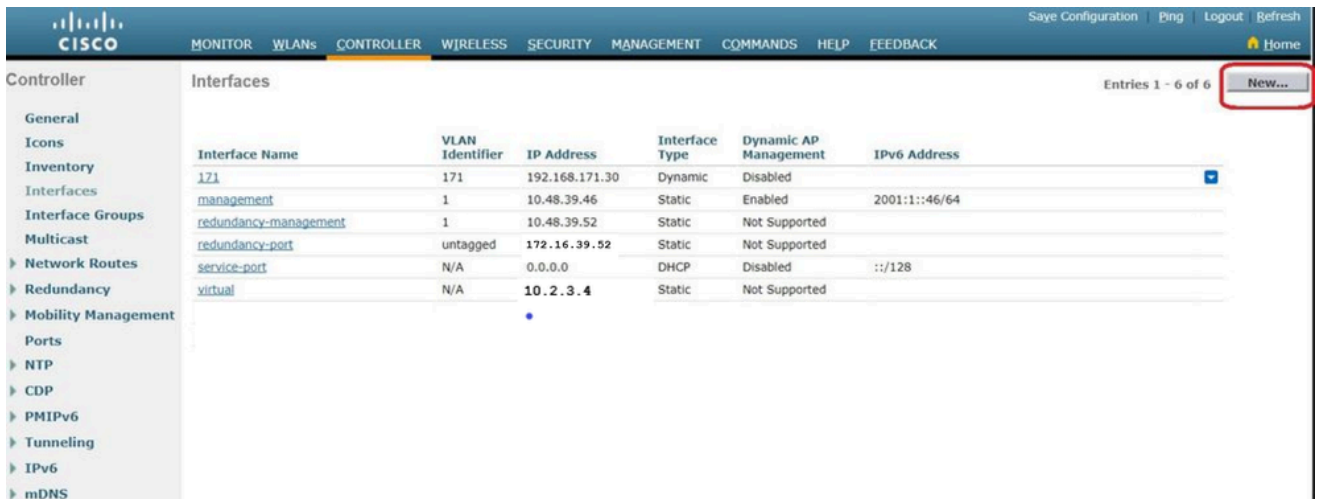 Save Configuration Ping Logout Refresh
CISCO MONITOR WLANs CONTROLLER WIRELESS SECURITY MANAGEMENT COMMANDS HELP FEEDBACK Home
Controller
General
Icons
Inventory
Interfaces
Interface Groups
Multicast
Network Routes
Redundancy
Mobility Management
Ports
NTP
CDP
PMIPv6
Tunneling
IPv6
mDNS
Interfaces
Entries 1 - 6 of 6 New...
Interface Name VLAN Identifier IP Address Interface Type Dynamic AP Management IPv6 Address
171 171 192.168.171.30 Dynamic Disabled
management 1 10.48.39.46 Static Enabled 2001:1::46/64
redundancy-management 1 10.48.39.52 Static Not Supported
redundancy-port untagged 172.16.39.52 Static Not Supported
service-port N/A 0.0.0.0 DHCP Disabled ::/128
virtual N/A 10.2.3.4 Static Not Supported